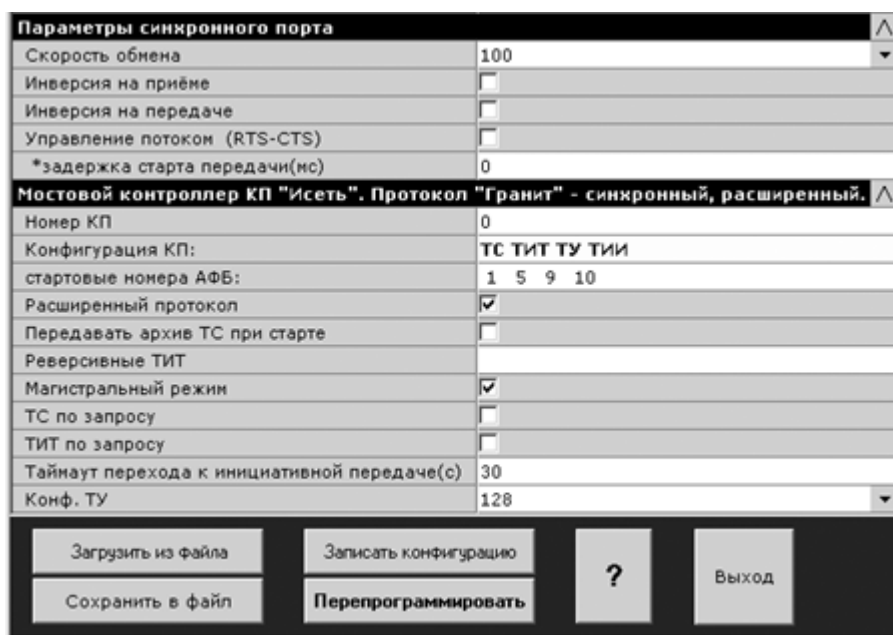 Параметры синхронного порта
Скорость обмена 100
Инверсия на приёме
Инверсия на передаче
Управление потоком (RTS-CTS)
*задержка старта передачи(мс) 0
Мостовой контроллер КП "Исеть". Протокол "Гранит" - синхронный, расширенный.
Номер КП 0
Конфигурация КП: ТС ТИТ ТУ ТИИ
стартовые номера АФБ: 1 5 9 10
Расширенный протокол
Передавать архив ТС при старте
Реверсивные ТИТ
Магистральный режим
ТС по запросу
ТИТ по запросу
Таймаут перехода к инициативной передаче(с) 30
Конф. ТУ 128
Загрузить из файла Записать конфигурацию
Сохранить в файл Перепрограммировать ? Выход